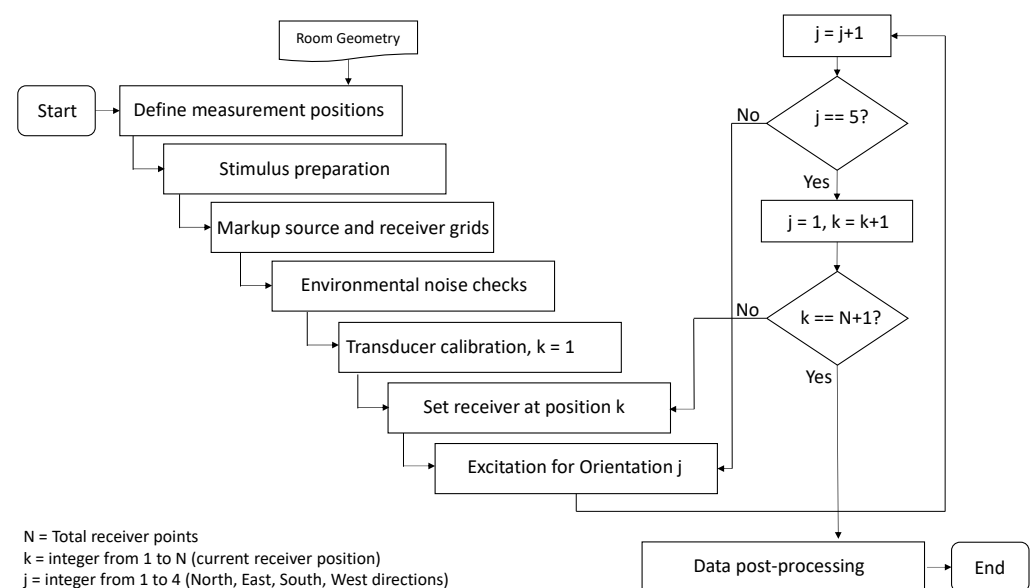 Room Geometry
Start
Define measurement positions
Stimulus preparation
Markup source and receiver grids
Environmental noise checks
Transducer calibration, k = 1
Set receiver at position k
Excitation for Orientation j
j = j+1
j == 5?
No
Yes
j = 1, k = k+1
k == N+1?
No
Yes
Data post-processing
End
N = Total receiver points
k = integer from 1 to N (current receiver position)
j = integer from 1 to 4 (North, East, South, West directions)